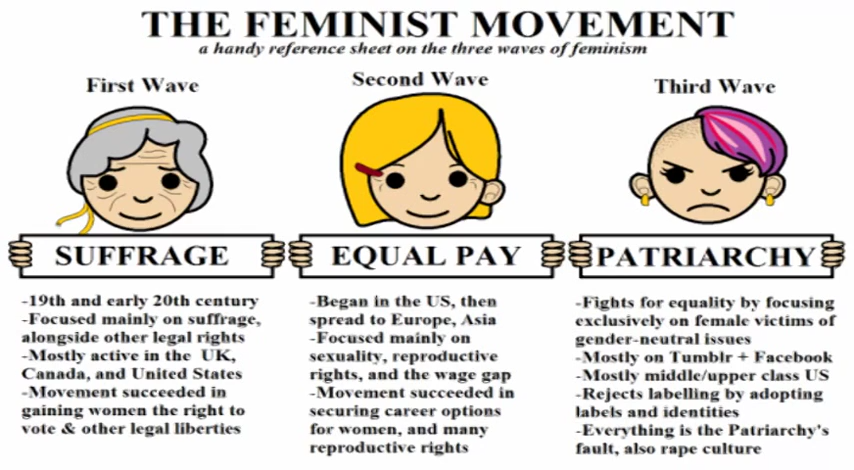 THE FEMINIST MOVEMENT
a handy reference sheet on the three waves of feminism
First Wave
SUFFRAGE
-19th and early 20th century
-Focused mainly on suffrage,
alongside other legal rights
-Mostly active in the UK,
Canada, and United States
-Movement succeeded in
gaining women the right to
vote & other legal liberties
Second Wave
EQUAL PAY
-Began in the US, then
spread to Europe, Asia
-Focused mainly on
sexuality, reproductive
rights, and the wage gap
-Movement succeeded in
securing career options
for women, and many
reproductive rights
Third Wave
PATRIARCHY
-Fights for equality by focusing
exclusively on female victims of
gender-neutral issues
-Mostly on Tumblr + Facebook
-Mostly middle/upper class US
-Rejects labelling by adopting
labels and identities
-Everything is the Patriarchy's
fault, also rape culture